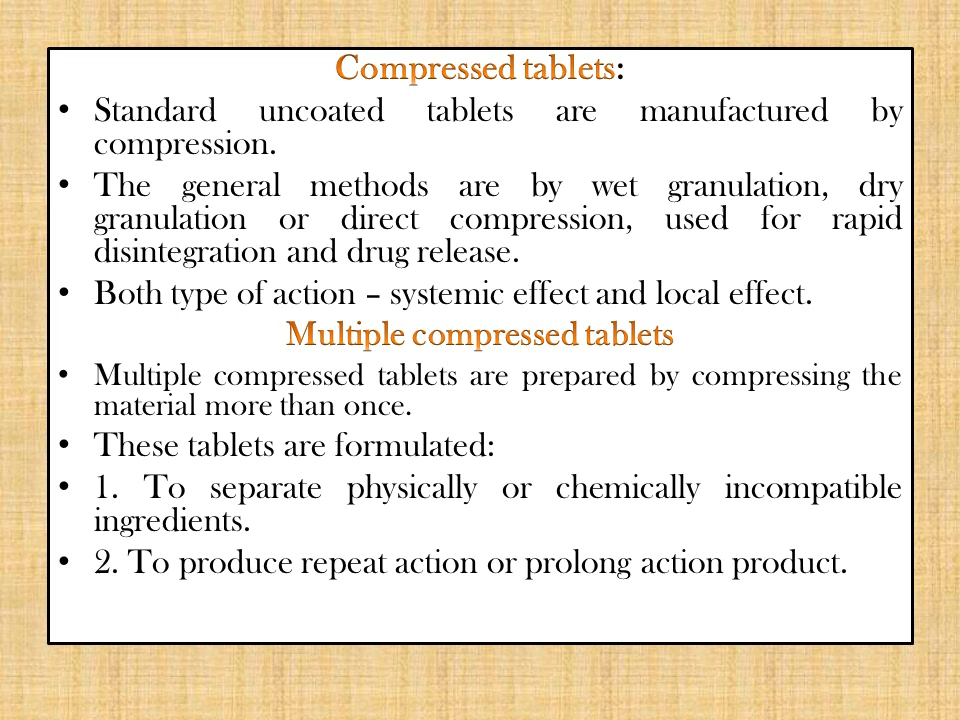 Compressed tablets:
• Standard uncoated tablets are manufactured by
compression.
• The general methods are by wet granulation, dry
granulation or direct compression, used for rapid
disintegration and drug release.
• Both type of action – systemic effect and local effect.
Multiple compressed tablets
• Multiple compressed tablets are prepared by compressing the
material more than once.
• These tablets are formulated:
• 1. To separate physically or chemically incompatible
ingredients.
• 2. To produce repeat action or prolong action product.